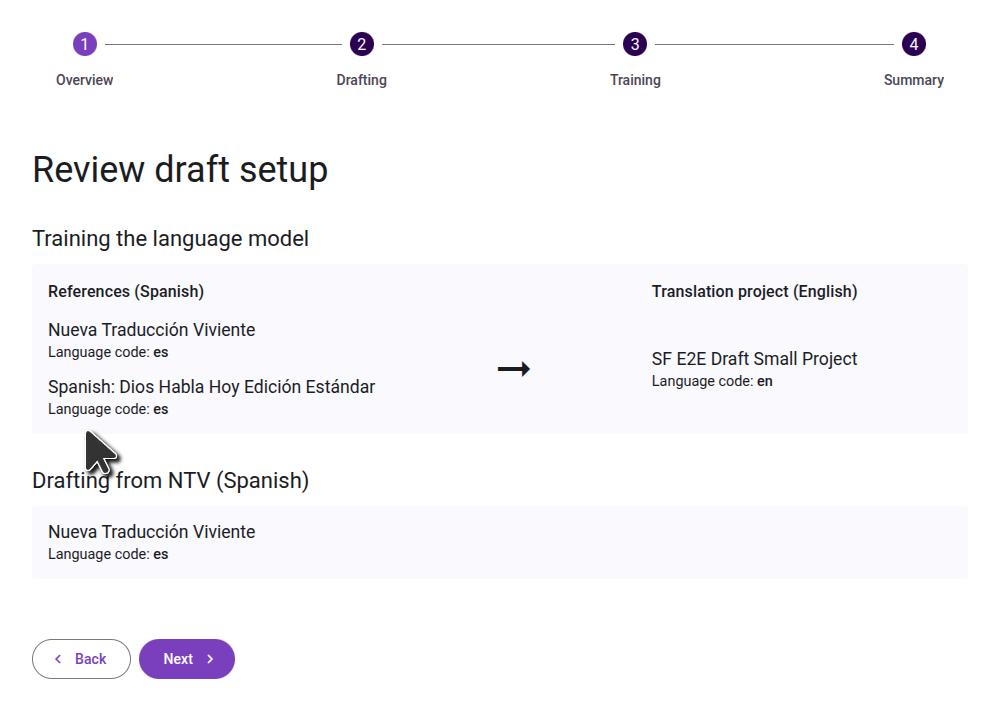 1
2
3
4
Overview
Drafting
Training
Summary
Review draft setup
Training the language model
References (Spanish)
Nueva Traducción Viviente
Language code: es
Spanish: Dios Habla Hoy Edición Estándar
Language code: es
Translation project (English)
SF E2E Draft Small Project
Language code: en
Drafting from NTV (Spanish)
Nueva Traducción Viviente
Language code: es
Back
Next